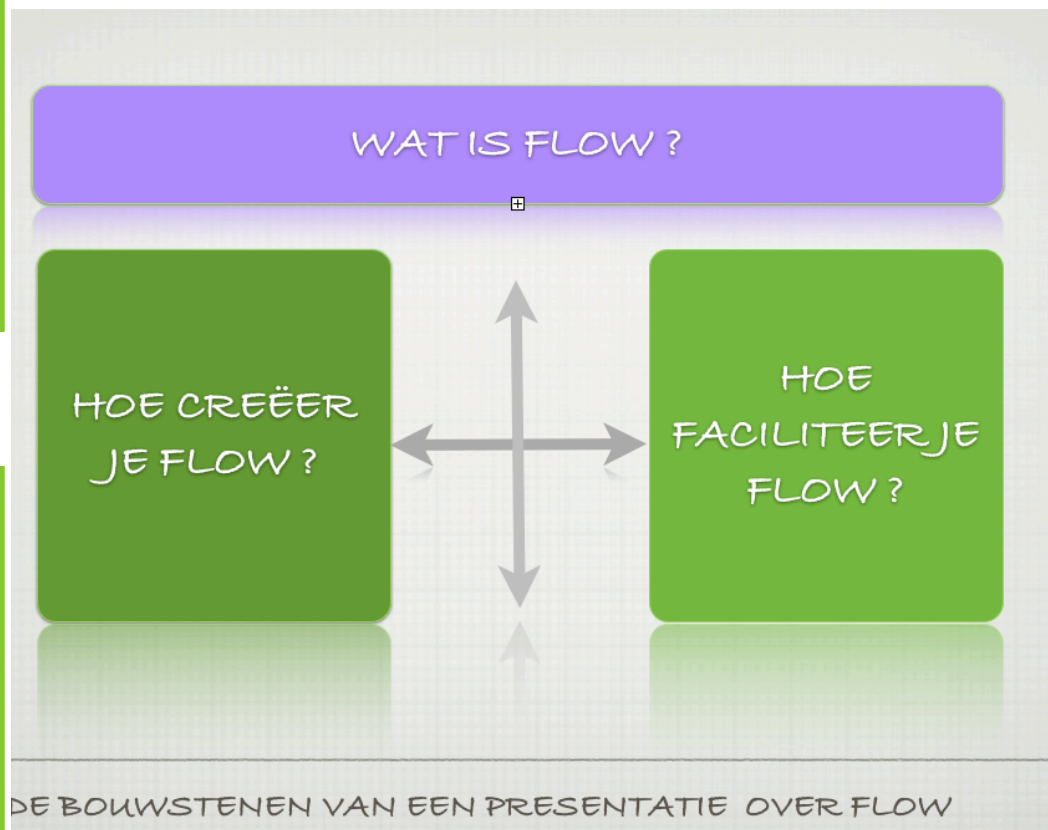 WAT IS FLOW ?
HOE CREËER
JE FLOW ?
HOE
FACILITEER JE
FLOW ?
DE BOUWSTENEN VAN EEN PRESENTATIE OVER FLOW